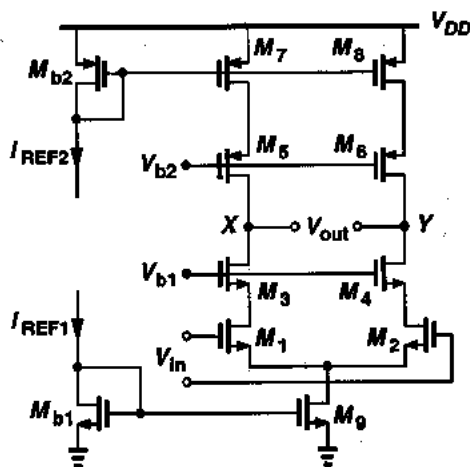 V_DD
M_b2
M_7
M_8
I_REF2
V_b2
M_5
M_6
X
V_out
Y
V_b1
M_3
M_4
I_REF1
V_in
M_1
M_2
M_b1
M_9